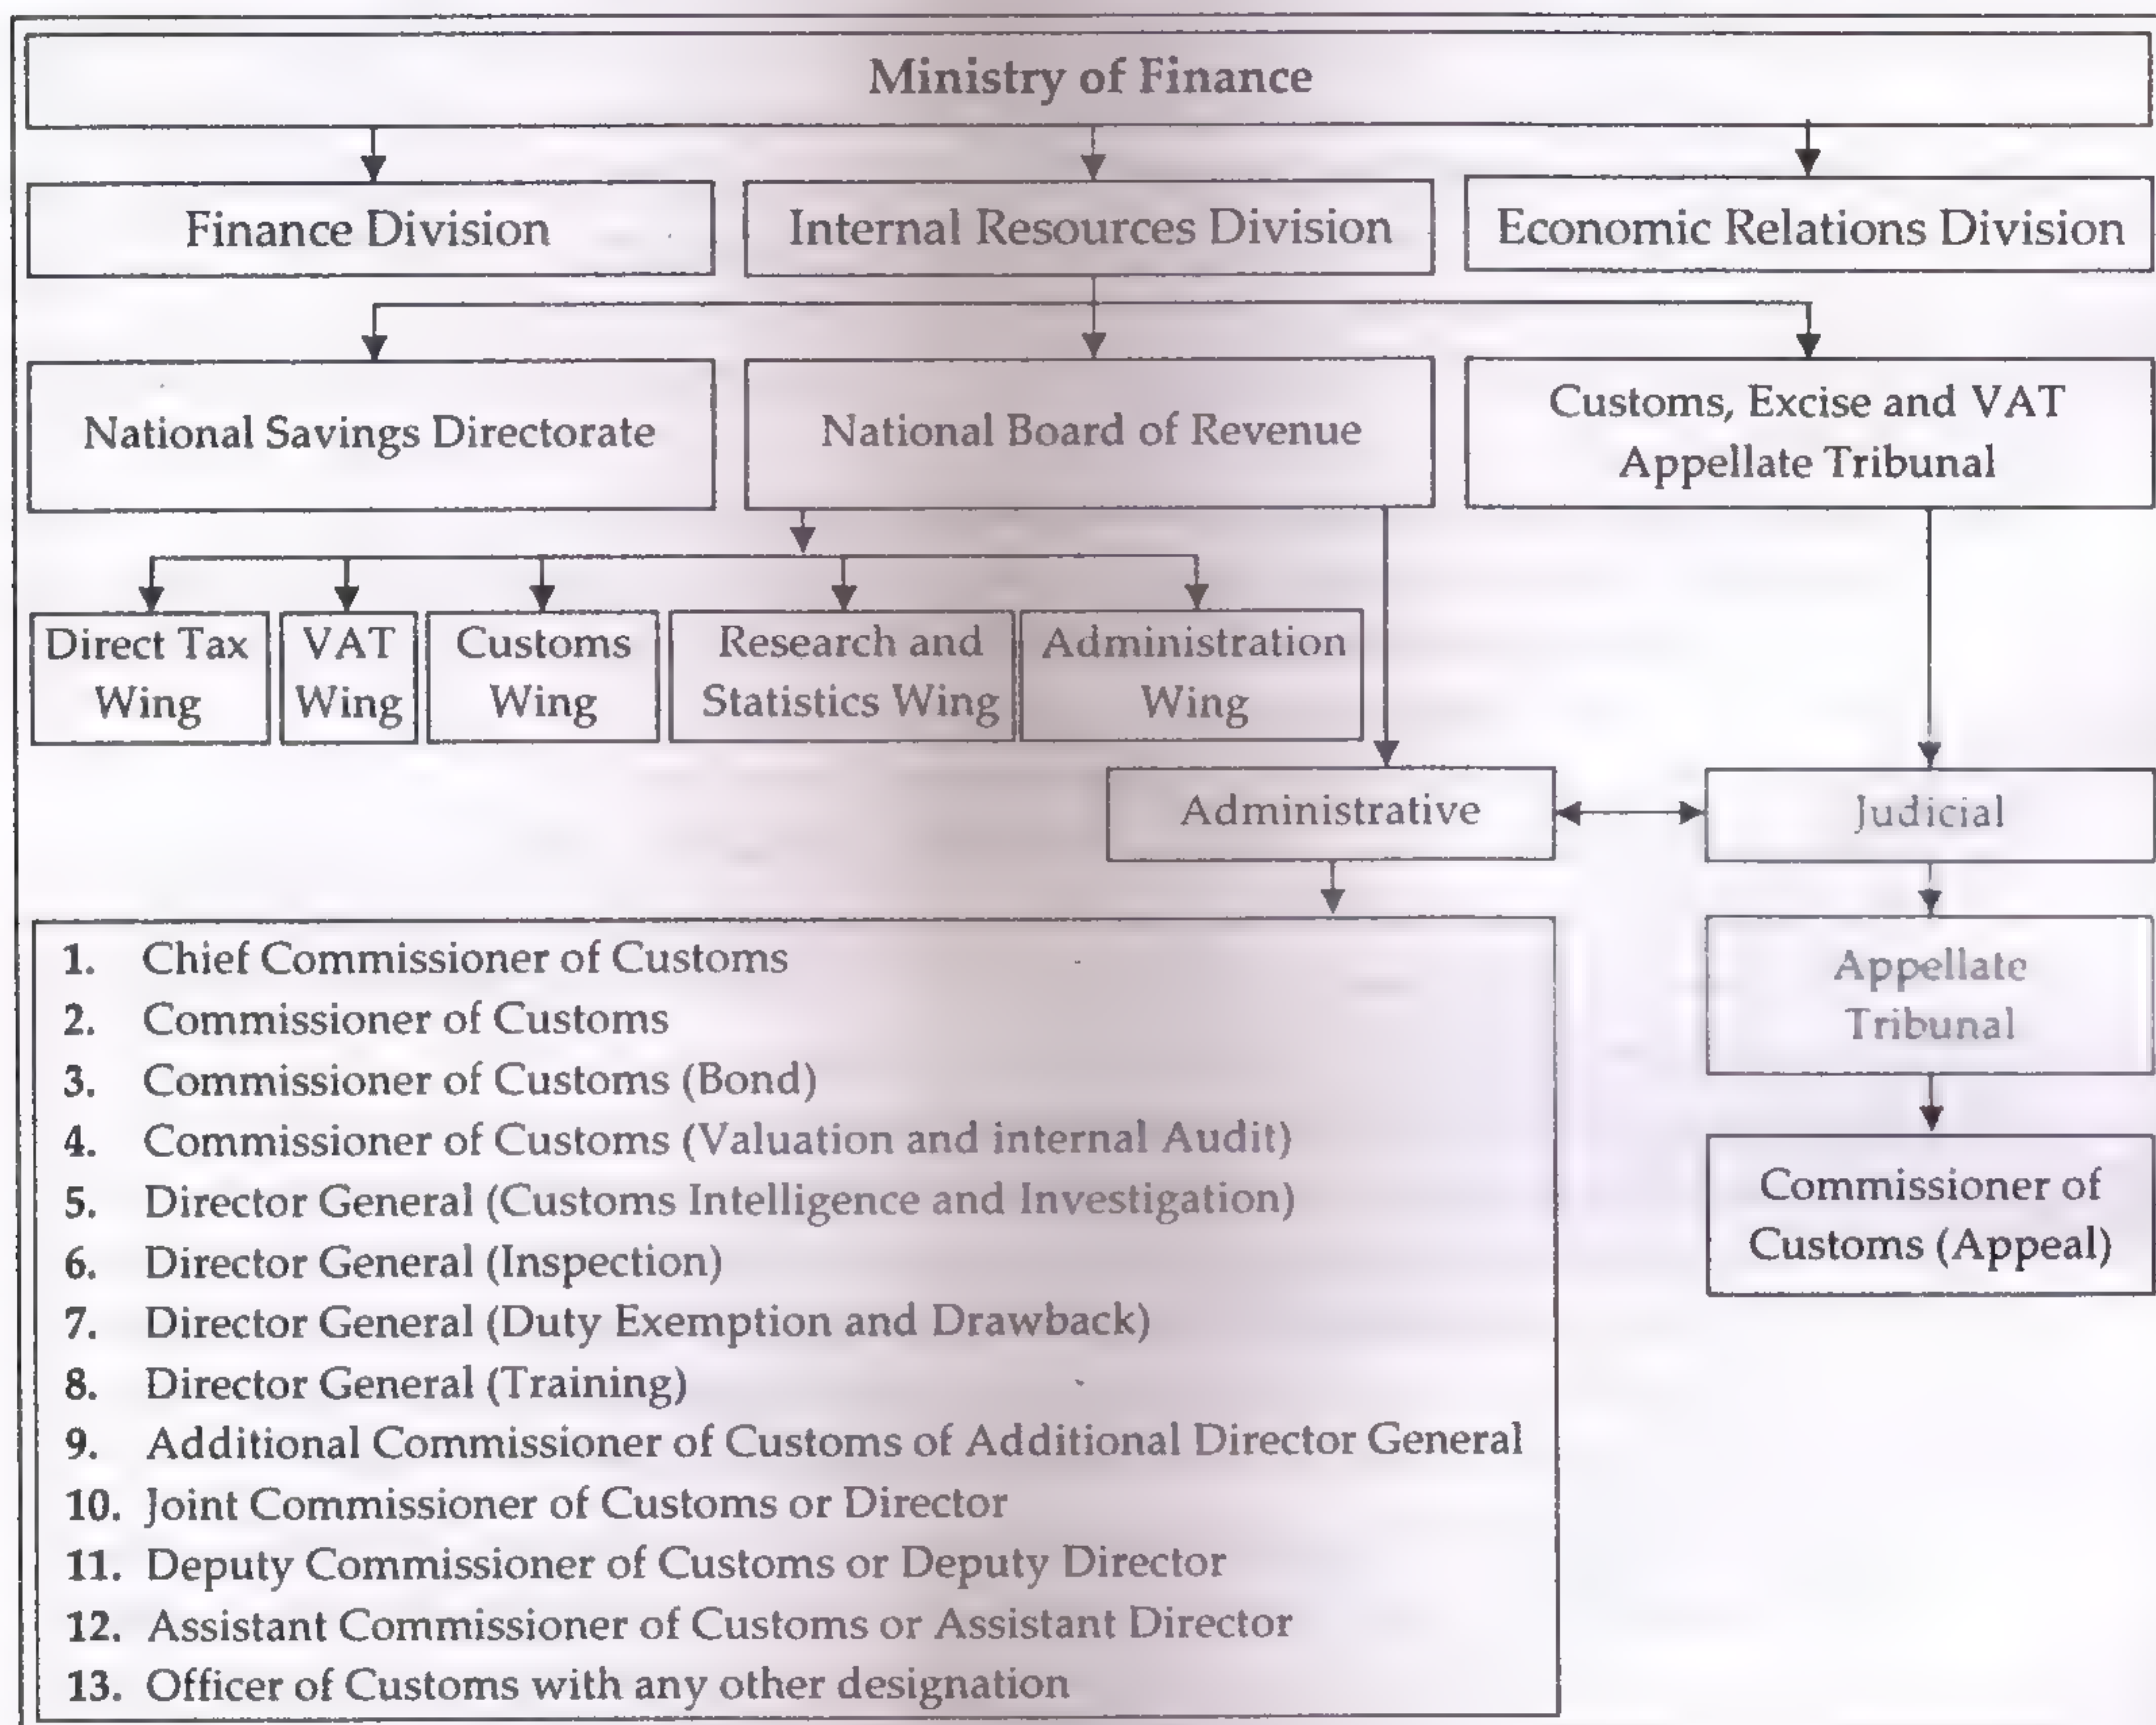 Ministry of Finance
Finance Division
Internal Resources Division
Economic Relations Division
National Savings Directorate
National Board of Revenue
Customs, Excise and VAT
Appellate Tribunal
Direct Tax
Wing
VAT
Wing
Customs
Wing
Research and
Statistics Wing
Administration
Wing
Administrative
Judicial
1. Chief Commissioner of Customs
2. Commissioner of Customs
3. Commissioner of Customs (Bond)
4. Commissioner of Customs (Valuation and internal Audit)
5. Director General (Customs Intelligence and Investigation)
6. Director General (Inspection)
7. Director General (Duty Exemption and Drawback)
8. Director General (Training)
9. Additional Commissioner of Customs of Additional Director General
10. Joint Commissioner of Customs or Director
11. Deputy Commissioner of Customs or Deputy Director
12. Assistant Commissioner of Customs or Assistant Director
13. Officer of Customs with any other designation
Appellate
Tribunal
Commissioner of
Customs (Appeal)